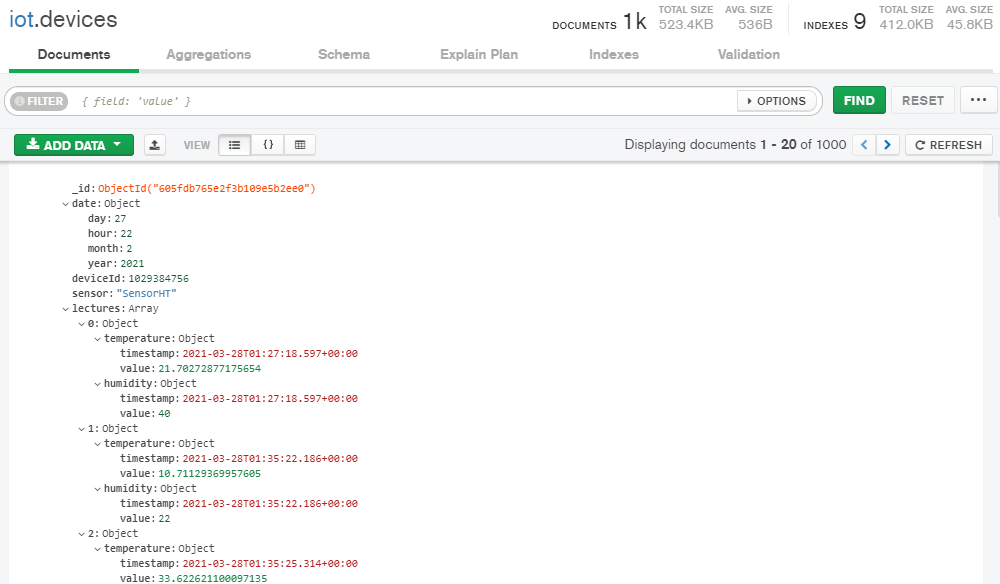 iot.devices
DOCUMENTS 1k TOTAL SIZE 523.4KB AVG. SIZE 536B INDEXES 9 TOTAL SIZE 412.0KB AVG. SIZE 45.8KB
Documents Aggregations Schema Explain Plan Indexes Validation
FILTER { field: 'value' } OPTIONS FIND RESET ...
ADD DATA VIEW {} Displaying documents 1 - 20 of 1000 < > REFRESH
_id: ObjectId("605fdb765e2f3b109e5b2ee0")
date: Object
day: 27
hour: 22
month: 2
year: 2021
deviceId: 1029384756
sensor: "SensorHT"
lectures: Array
0: Object
temperature: Object
timestamp: 2021-03-28T01:27:18.597+00:00
value: 21.70272877175654
humidity: Object
timestamp: 2021-03-28T01:27:18.597+00:00
value: 40
1: Object
temperature: Object
timestamp: 2021-03-28T01:35:22.186+00:00
value: 10.71129369957605
humidity: Object
timestamp: 2021-03-28T01:35:22.186+00:00
value: 22
2: Object
temperature: Object
timestamp: 2021-03-28T01:35:25.314+00:00
value: 33.622621100097135